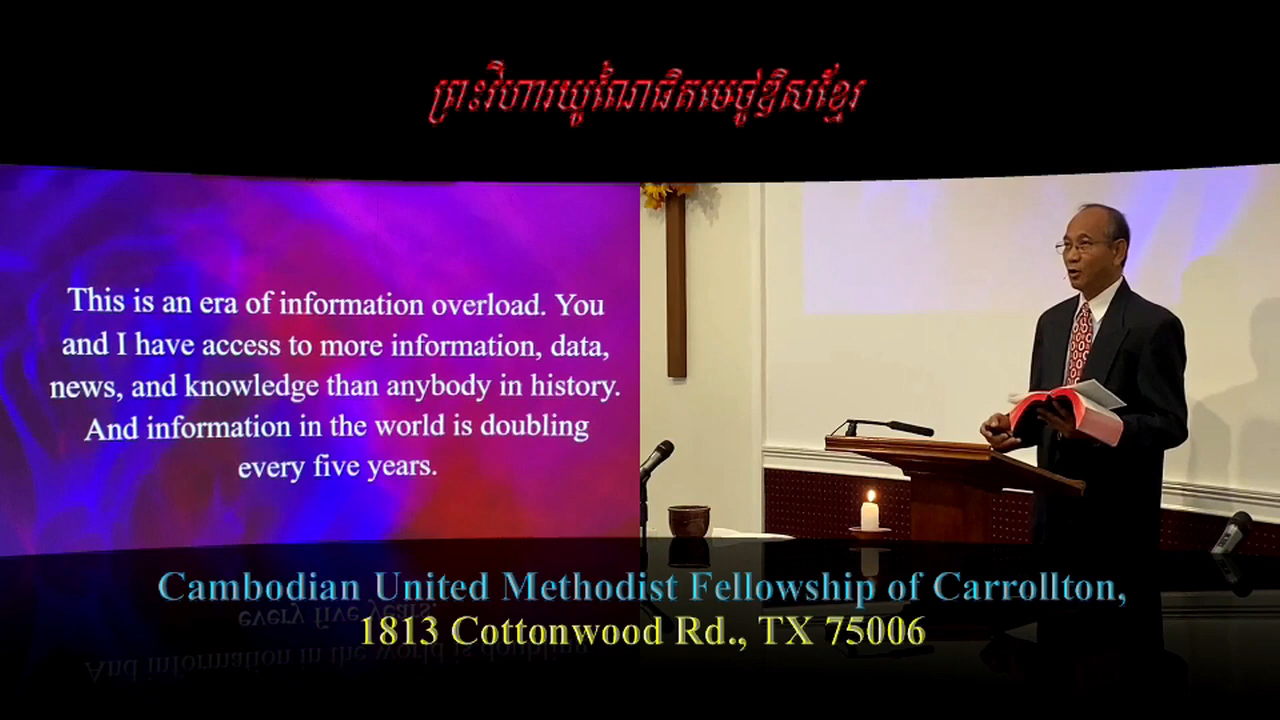 ព្រះវិហារយូណៃធិតមេថូឌីសខ្មែរ
This is an era of information overload. You
and I have access to more information, data,
news, and knowledge than anybody in history.
And information in the world is doubling
every five years.
Cambodian United Methodist Fellowship of Carrollton,
1813 Cottonwood Rd., TX 75006